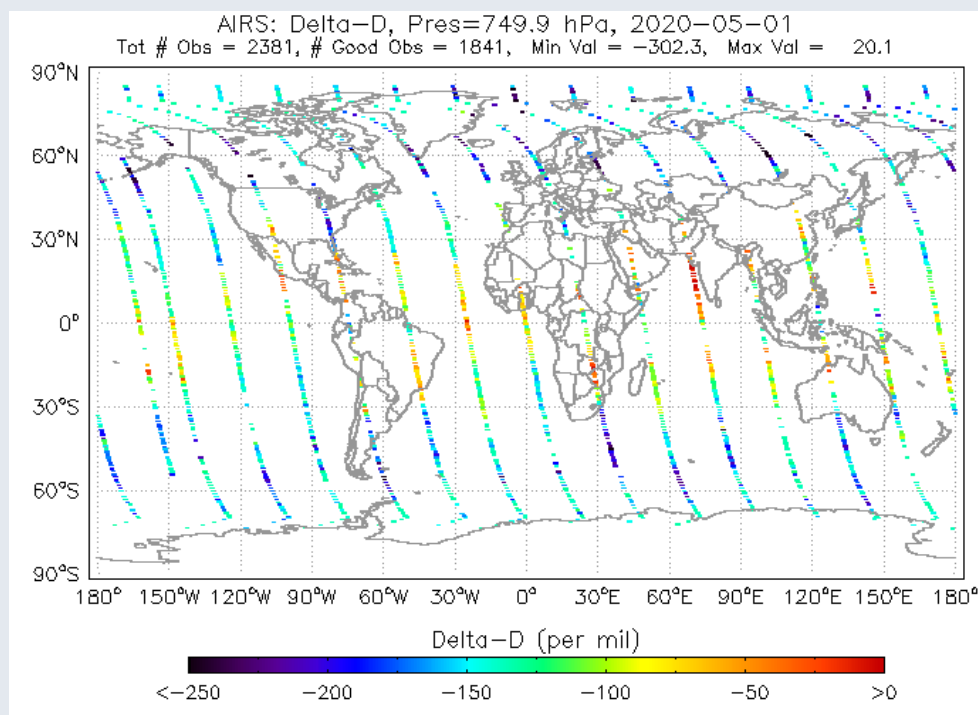 AIRS: Delta-D, Pres=749.9 hPa, 2020-05-01
Tot # Obs = 2381, # Good Obs = 1841, Min Val = -302.3, Max Val = 20.1
90°N
60°N
30°N
0°
30°S
60°S
90°S
180° 150°W 120°W 90°W 60°W 30°W 0° 30°E 60°E 90°E 120°E 150°E 180°
Delta-D (per mil)
<-250 -200 -150 -100 -50 >0